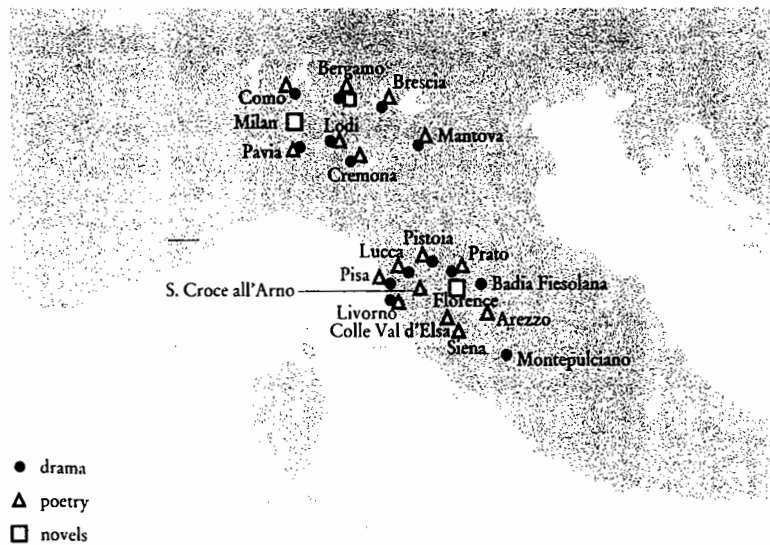 Bergamo
Brescia
Como
Milan
Lodi
Mantova
Pavia
Cremona
Pistoia
Lucca
Prato
Pisa
Badia Fiesolana
S. Croce all'Arno
Florence
Livorno
Arezzo
Colle Val d'Elsa
Siena
Montepulciano
drama
poetry
novels